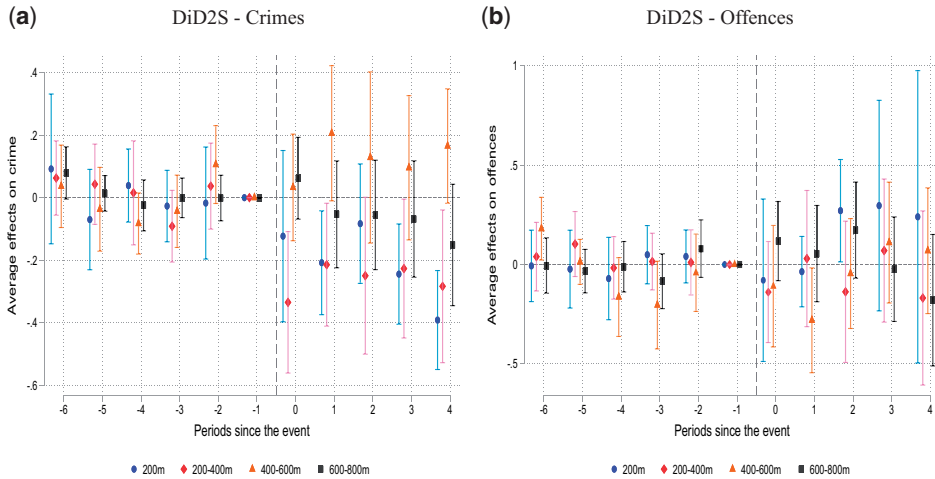 (a) DiD2S - Crimes
Average effects on crime
.4
.2
0
-.2
-.4
-.6
-6 -5 -4 -3 -2 -1 0 1 2 3 4
Periods since the event
200m 200-400m 400-600m 600-800m
(b) DiD2S - Offences
Average effects on offences
1
.5
0
-.5
-6 -5 -4 -3 -2 -1 0 1 2 3 4
Periods since the event
200m 200-400m 400-600m 600-800m